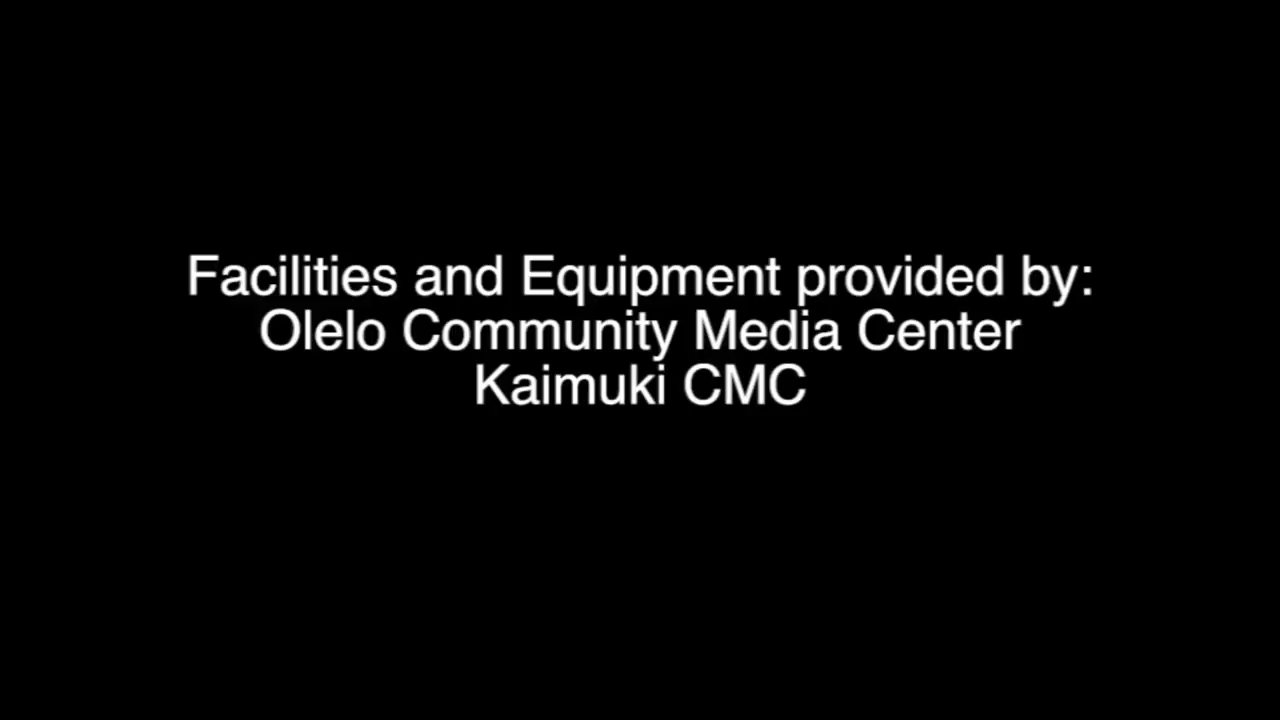 Facilities and Equipment provided by:
Olelo Community Media Center
Kaimuki CMC